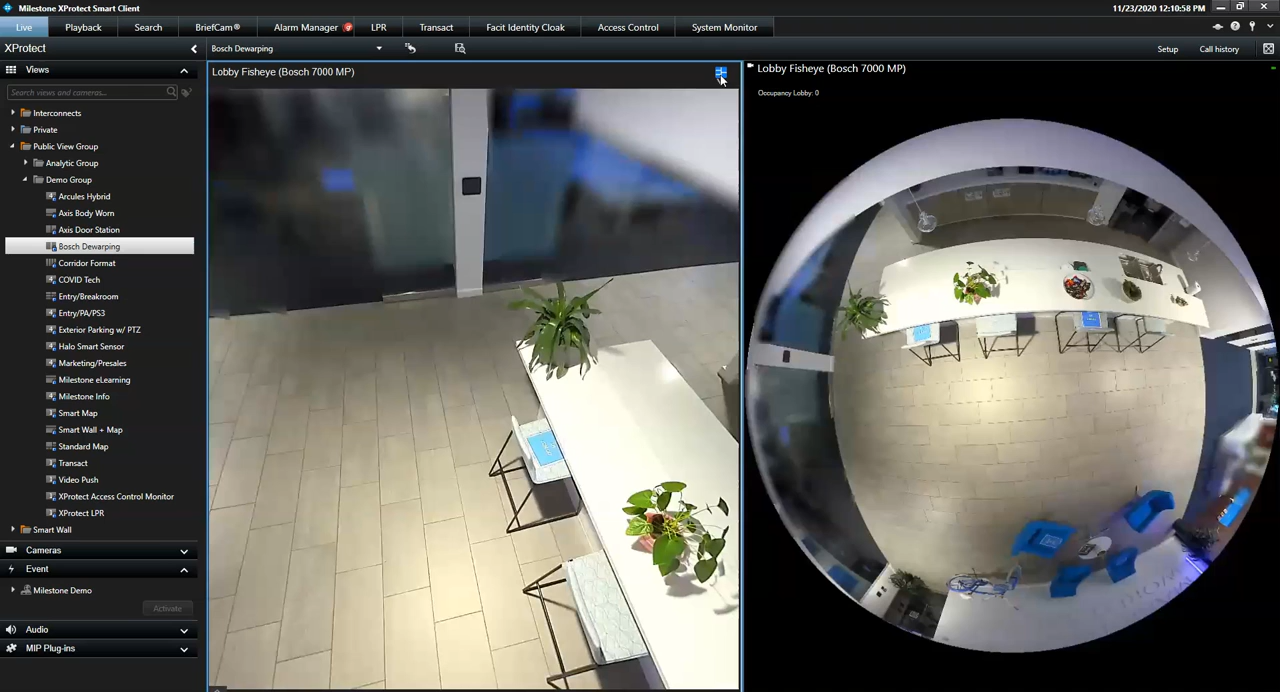 Milestone XProtect Smart Client
11/23/2020 12:10:58 PM
Live Playback Search BriefCam® Alarm Manager LPR Transact Facit Identity Cloak Access Control System Monitor
XProtect
Bosch Dewarping
Setup Call history
Views
Search views and cameras...
Interconnects
Private
Public View Group
Analytic Group
Demo Group
Arcules Hybrid
Axis Body Worn
Axis Door Station
Bosch Dewarping
Corridor Format
COVID Tech
Entry/Breakroom
Entry/PA/PS3
Exterior Parking w/ PTZ
Halo Smart Sensor
Marketing/Presales
Milestone eLearning
Milestone Info
Smart Map
Smart Wall + Map
Standard Map
Transact
Video Push
XProtect Access Control Monitor
XProtect LPR
Smart Wall
Cameras
Event
Milestone Demo
Activate
Audio
MIP Plug-ins
Lobby Fisheye (Bosch 7000 MP)
Lobby Fisheye (Bosch 7000 MP)
Occupancy Lobby: 0